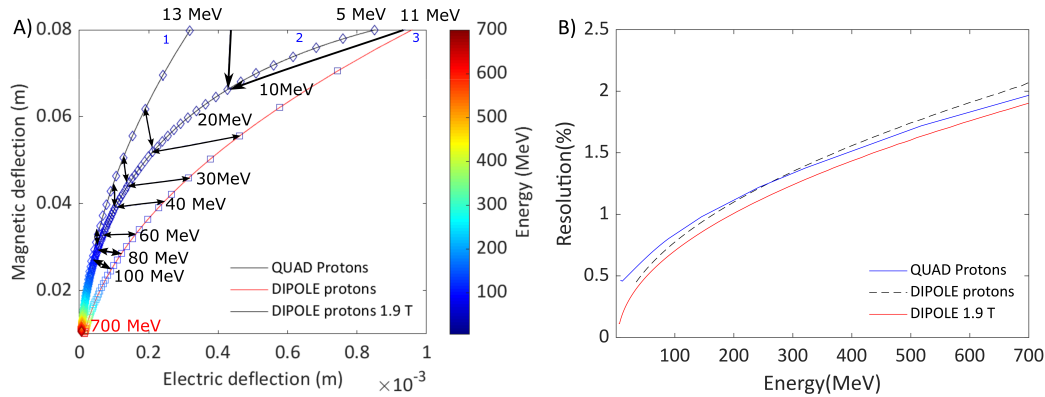 A)
13 MeV
5 MeV
11 MeV
0.08
0.06
0.04
0.02
Magnetic deflection (m)
1
2
3
10MeV
20MeV
30MeV
40 MeV
60 MeV
80 MeV
100 MeV
700 MeV
QUAD Protons
DIPOLE protons
DIPOLE protons 1.9 T
0
0.2
0.4
0.6
0.8
1
Electric deflection (m)
×10⁻³
700
600
500
400
300
200
100
Energy (MeV)
B)
2.5
2
1.5
1
0.5
0
Resolution(%)
QUAD Protons
DIPOLE protons
DIPOLE 1.9 T
100
200
300
400
500
600
700
Energy(MeV)